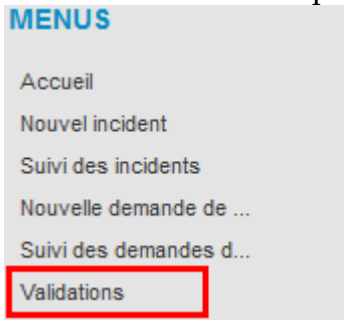 MENUS
Accueil
Nouvel incident
Suivi des incidents
Nouvelle demande de ...
Suivi des demandes d...
Validations